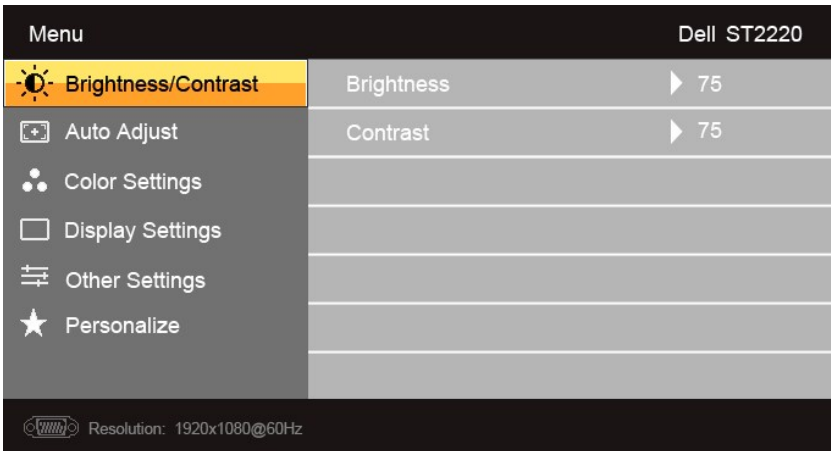 Menu Dell ST2220
Brightness/Contrast Brightness 75
Auto Adjust Contrast 75
Color Settings
Display Settings
Other Settings
Personalize
Resolution: 1920x1080@60Hz